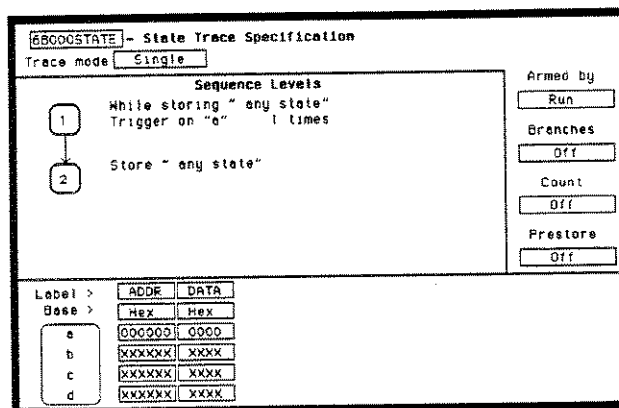 68000STATE - State Trace Specification
Trace mode Single
Sequence Levels
1
While storing " any state"
Trigger on "a" 1 times
2
Store " any state"
Armed by
Run
Branches
Off
Count
Off
Prestore
Off
Label > ADDR DATA
Base > Hex Hex
a 000000 0000
b XXXXXX XXXX
c XXXXXX XXXX
d XXXXXX XXXX